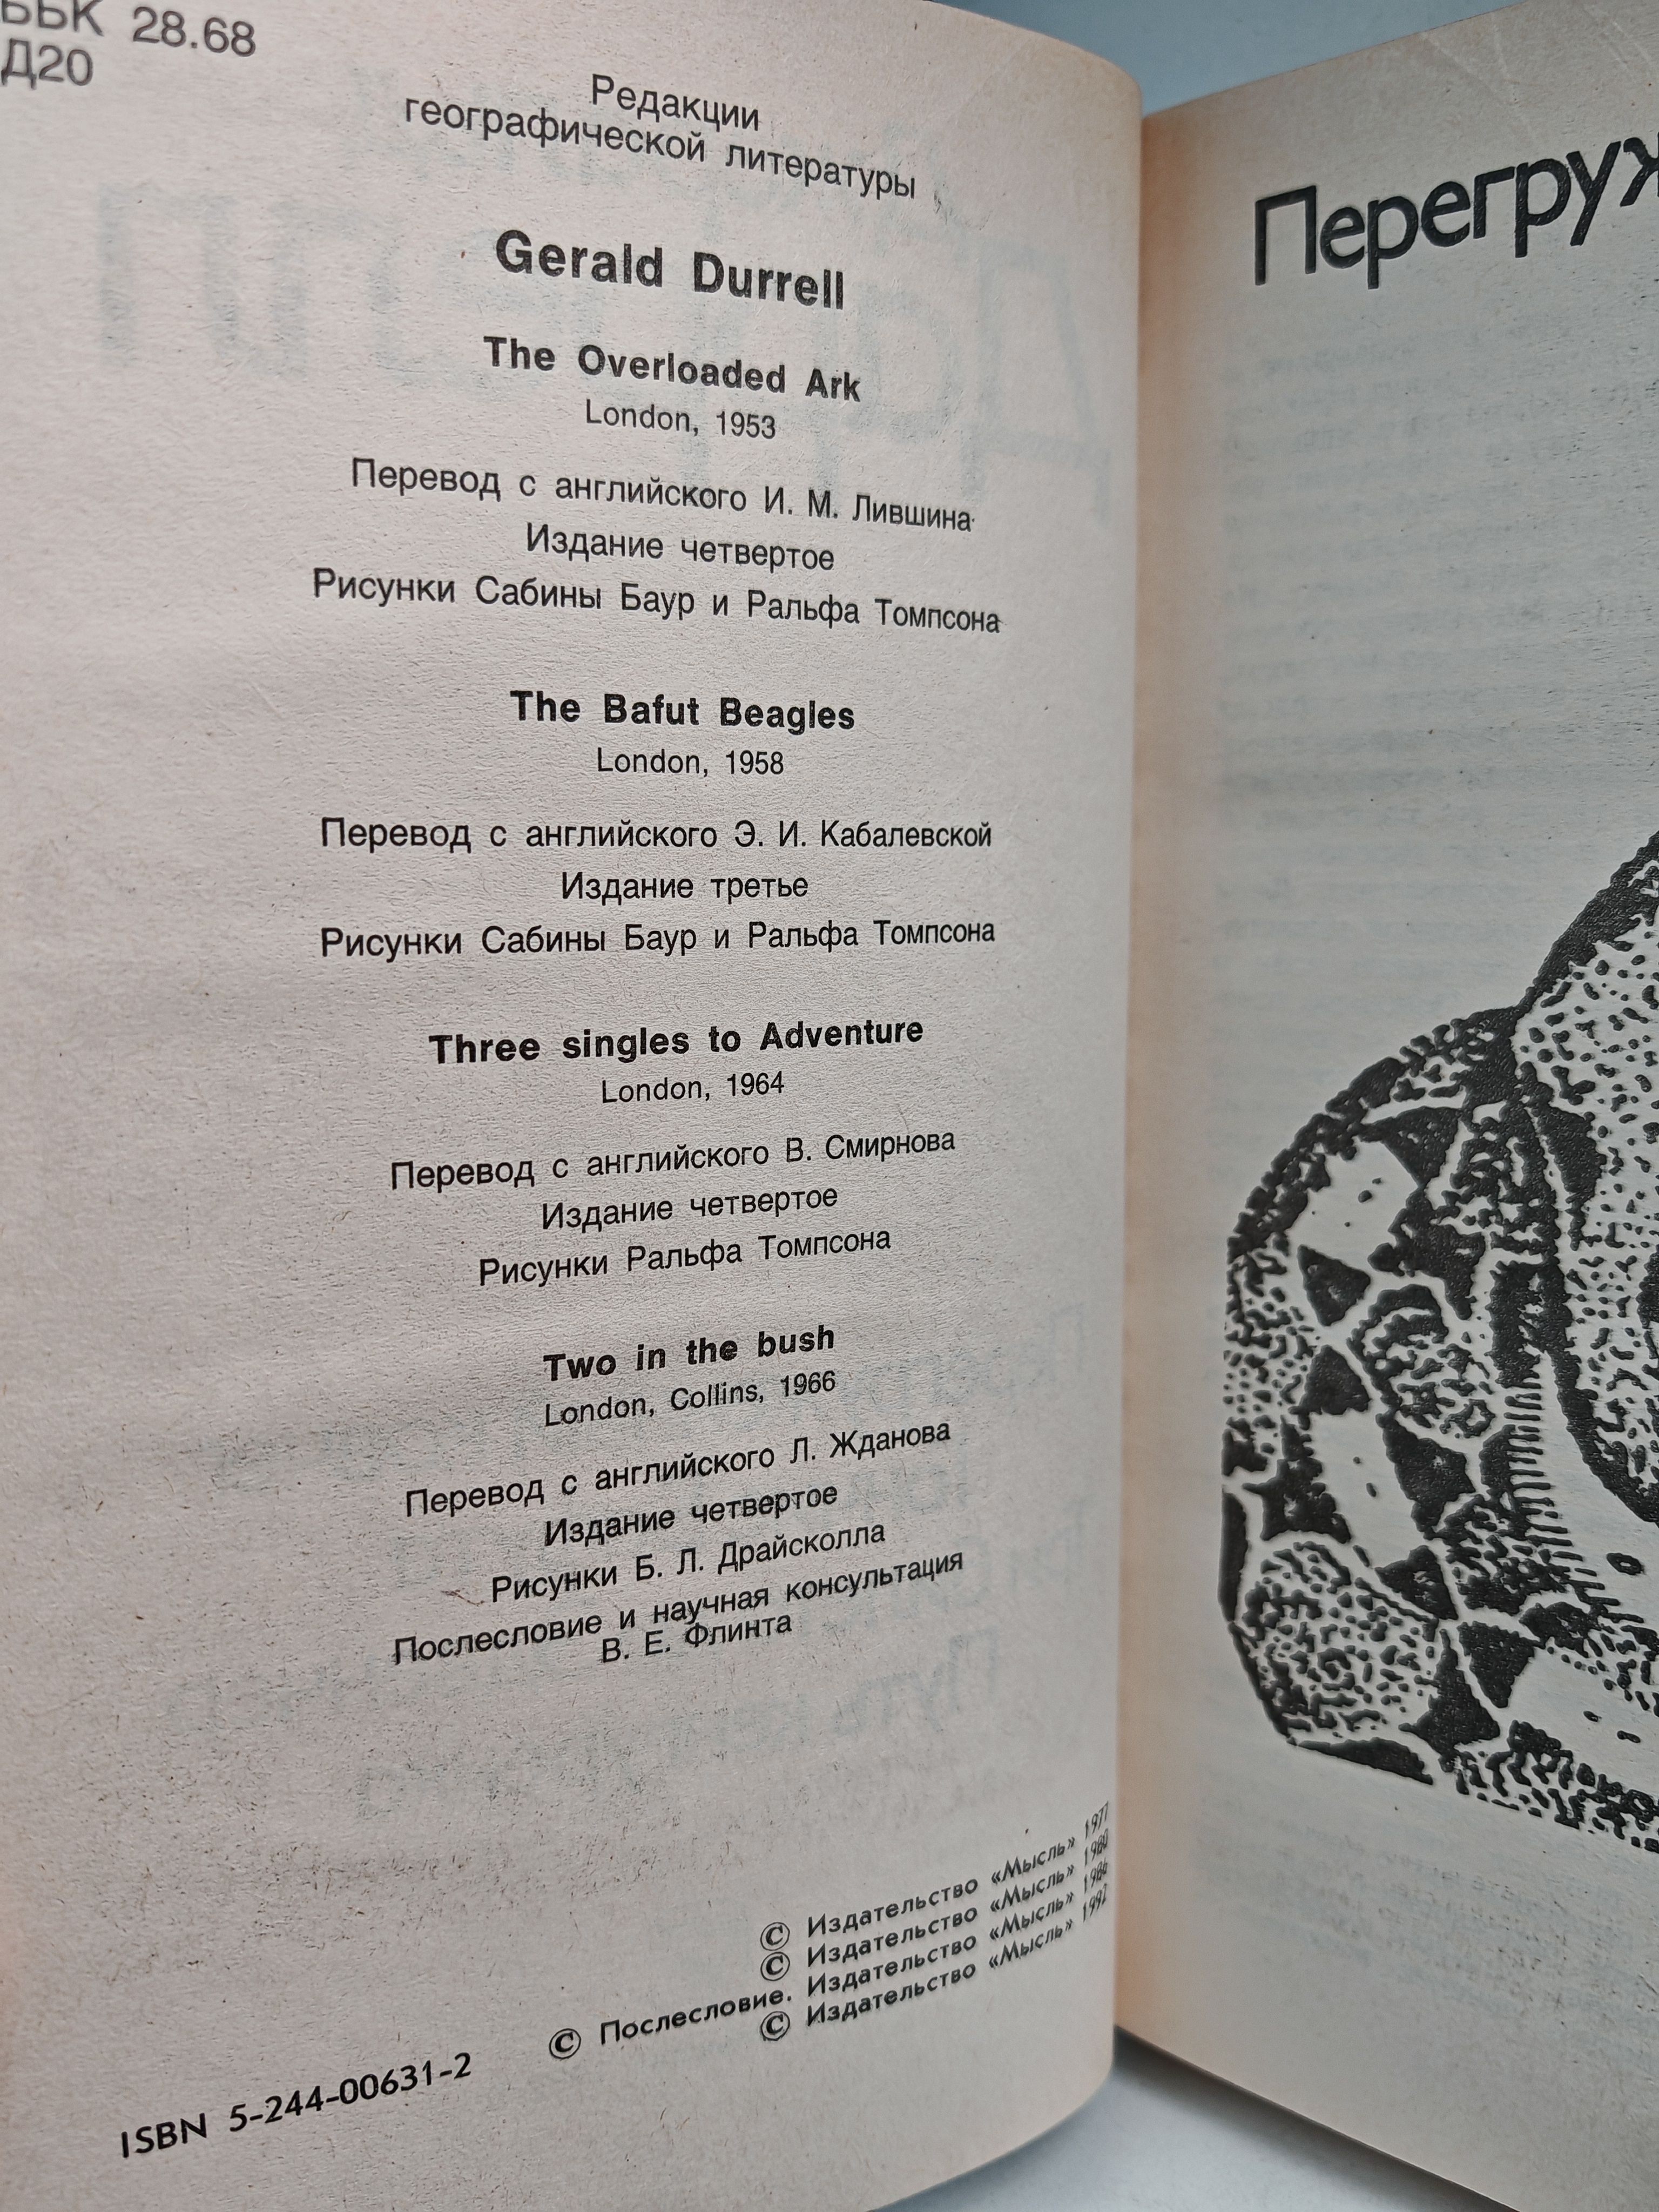 ББК 28.68
Д20
Редакции
географической литературы
Gerald Durrell
The Overloaded Ark
London, 1953
Перевод с английского И. М. Лившина
Издание четвертое
Рисунки Сабины Баур и Ральфа Томпсона
The Bafut Beagles
London, 1958
Перевод с английского Э. И. Кабалевской
Издание третье
Рисунки Сабины Баур и Ральфа Томпсона
Three singles to Adventure
London, 1964
Перевод с английского В. Смирнова
Издание четвертое
Рисунки Ральфа Томпсона
Two in the bush
London, Collins, 1966
Перевод с английского Л. Жданова
Издание четвертое
Рисунки Б. Л. Драйсколла
Послесловие и научная консультация
В. Е. Флинта
© Издательство «Мысль» 1977
© Издательство «Мысль» 1980
© Послесловие. Издательство «Мысль» 1986
© Издательство «Мысль» 1992
ISBN 5-244-00631-2